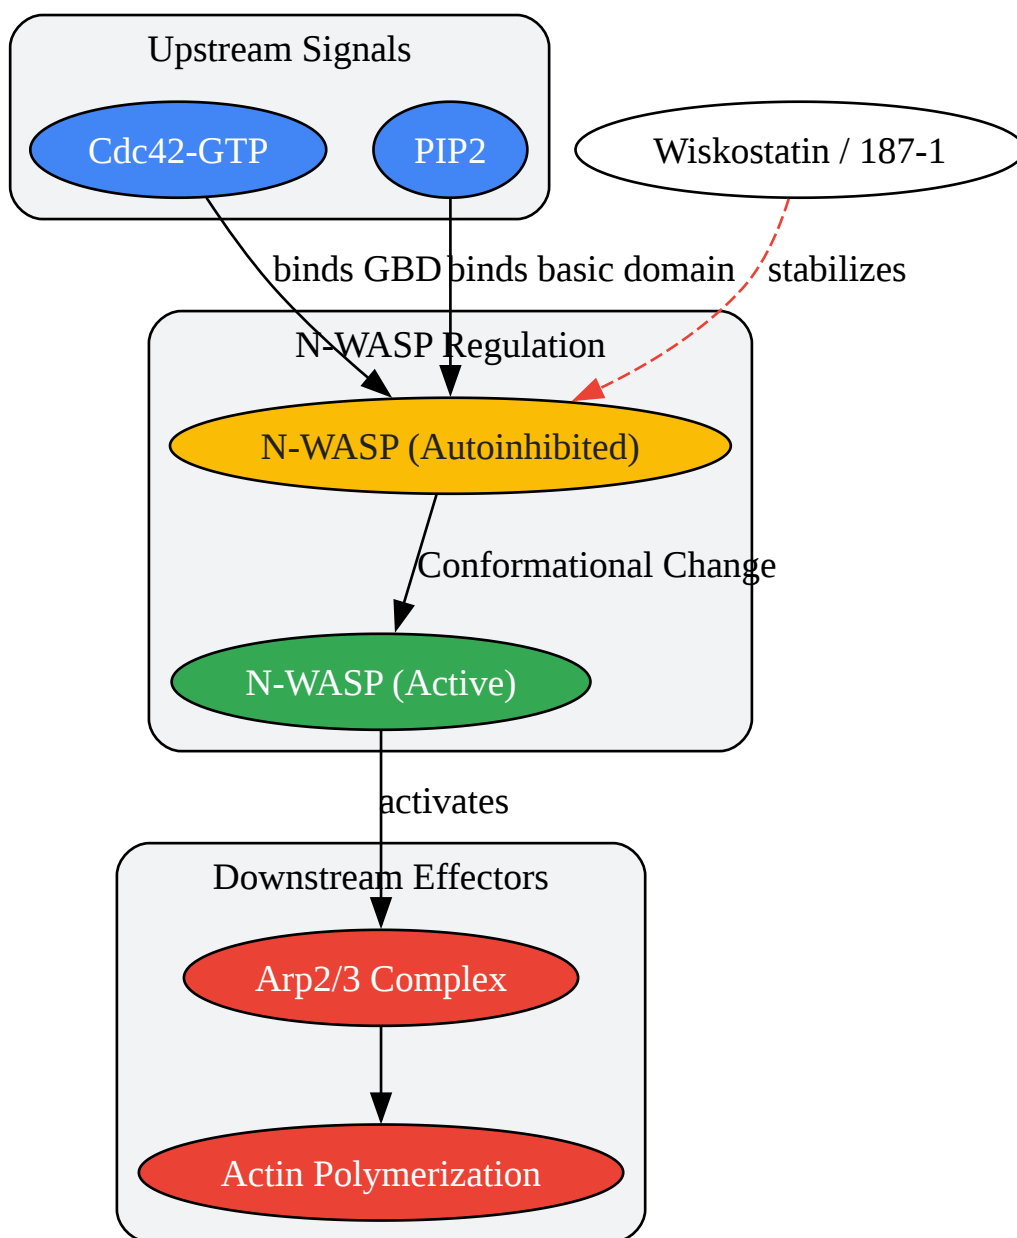 Upstream Signals
Cdc42-GTP
PIP2
Wiskostatin / 187-1
binds GBD
binds basic domain
stabilizes
N-WASP Regulation
N-WASP (Autoinhibited)
Conformational Change
N-WASP (Active)
activates
Downstream Effectors
Arp2/3 Complex
Actin Polymerization